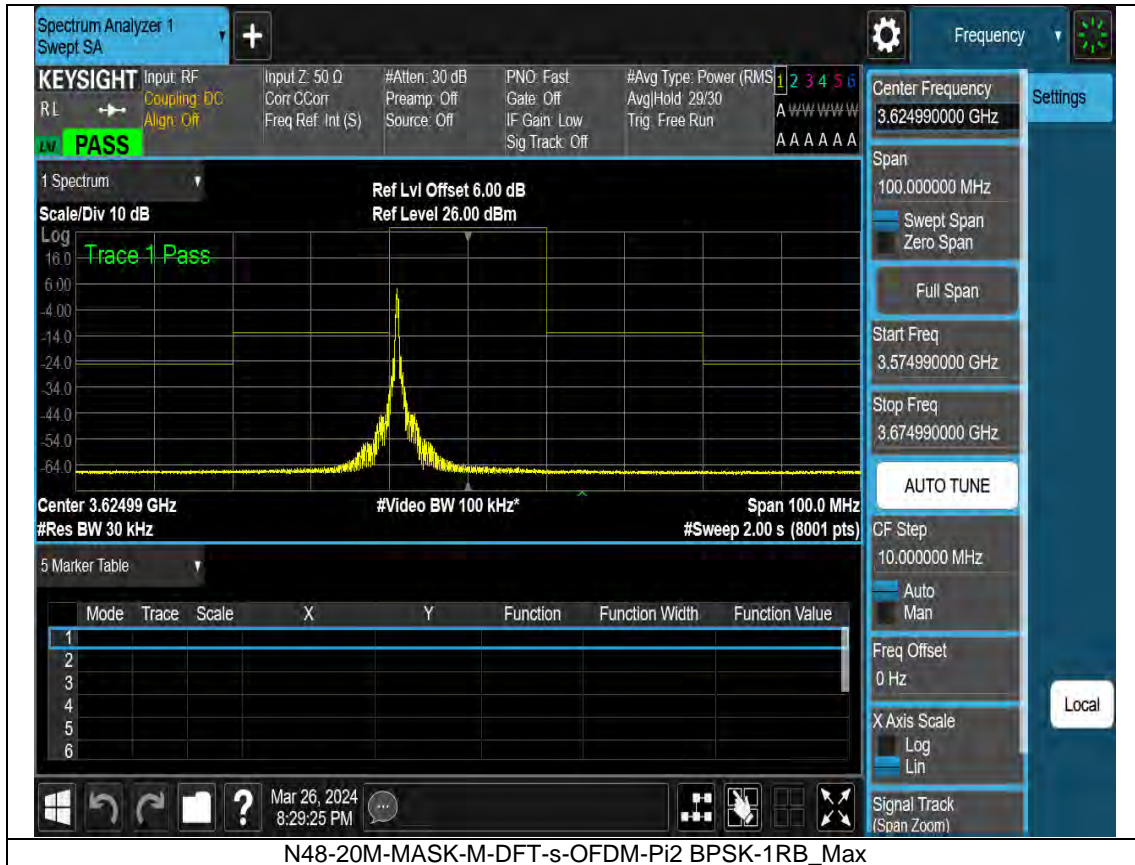 Spectrum Analyzer 1
Swept SA
+
Frequency
KEYSIGHT
RL
PASS
Input: RF
Coupling: DC
Align: Off
Input Z: 50 Ω
Corr CCorr
Freq Ref: Int (S)
#Atten: 30 dB
Preamp: Off
Source: Off
PNO: Fast
Gate: Off
IF Gain: Low
Sig Track: Off
#Avg Type: Power (RMS
Avg|Hold: 29/30
Trig: Free Run
1 2 3 4 5 6
A W W W W W
A A A A A A
1 Spectrum
Scale/Div 10 dB
Ref Lvl Offset 6.00 dB
Ref Level 26.00 dBm
Log
Trace 1 Pass
16.0
6.00
-4.00
-14.0
-24.0
-34.0
-44.0
-54.0
-64.0
Center 3.62499 GHz
#Res BW 30 kHz
#Video BW 100 kHz*
Span 100.0 MHz
#Sweep 2.00 s (8001 pts)
5 Marker Table
Mode Trace Scale X Y Function Function Width Function Value
1
2
3
4
5
6
Center Frequency
3.624990000 GHz
Settings
Span
100.000000 MHz
Swept Span
Zero Span
Full Span
Start Freq
3.574990000 GHz
Stop Freq
3.674990000 GHz
AUTO TUNE
CF Step
10.000000 MHz
Auto
Man
Freq Offset
0 Hz
X Axis Scale
Log
Lin
Signal Track
(Span Zoom)
Local
?
Mar 26, 2024
8:29:25 PM
N48-20M-MASK-M-DFT-s-OFDM-Pi2 BPSK-1RB_Max